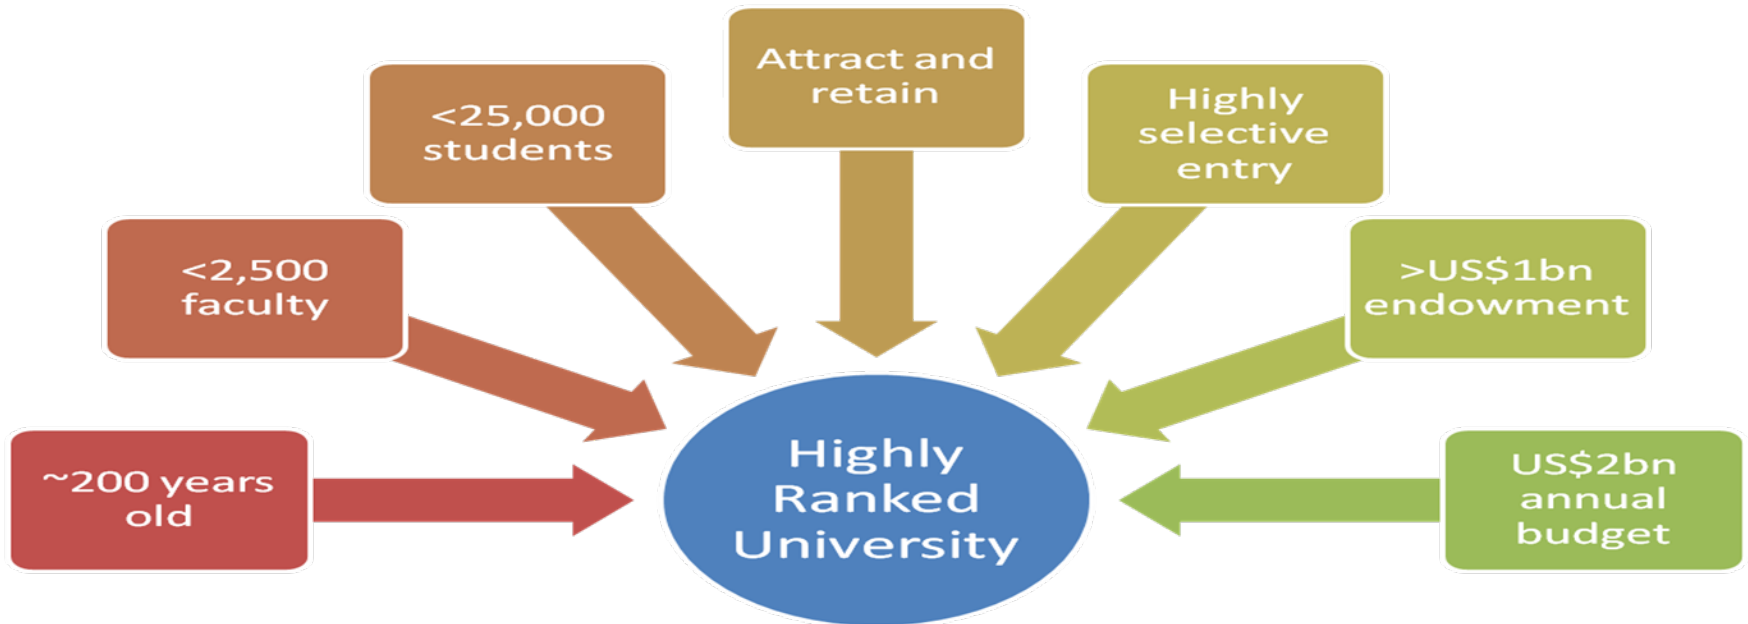 Attract and
retain
<25,000
students
Highly
selective
entry
<2,500
faculty
>US$1bn
endowment
~200 years
old
Highly
Ranked
University
US$2bn
annual
budget